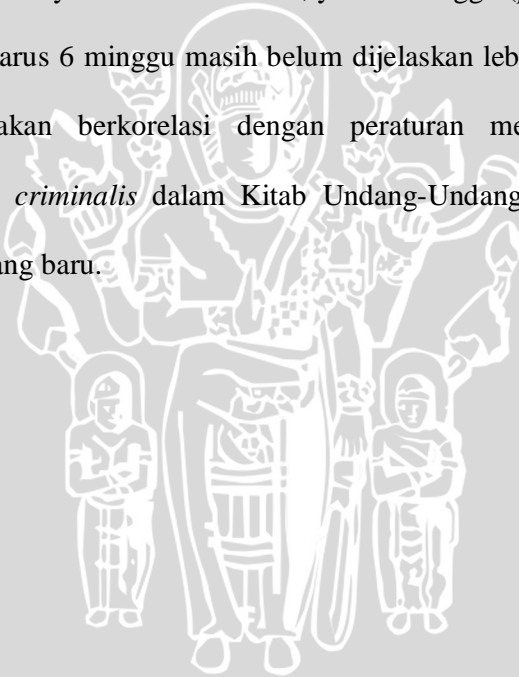 arus 6 minggu masih belum dijelaskan leb
akan berkorelasi dengan peraturan me
criminalis dalam Kitab Undang-Undang
ang baru.